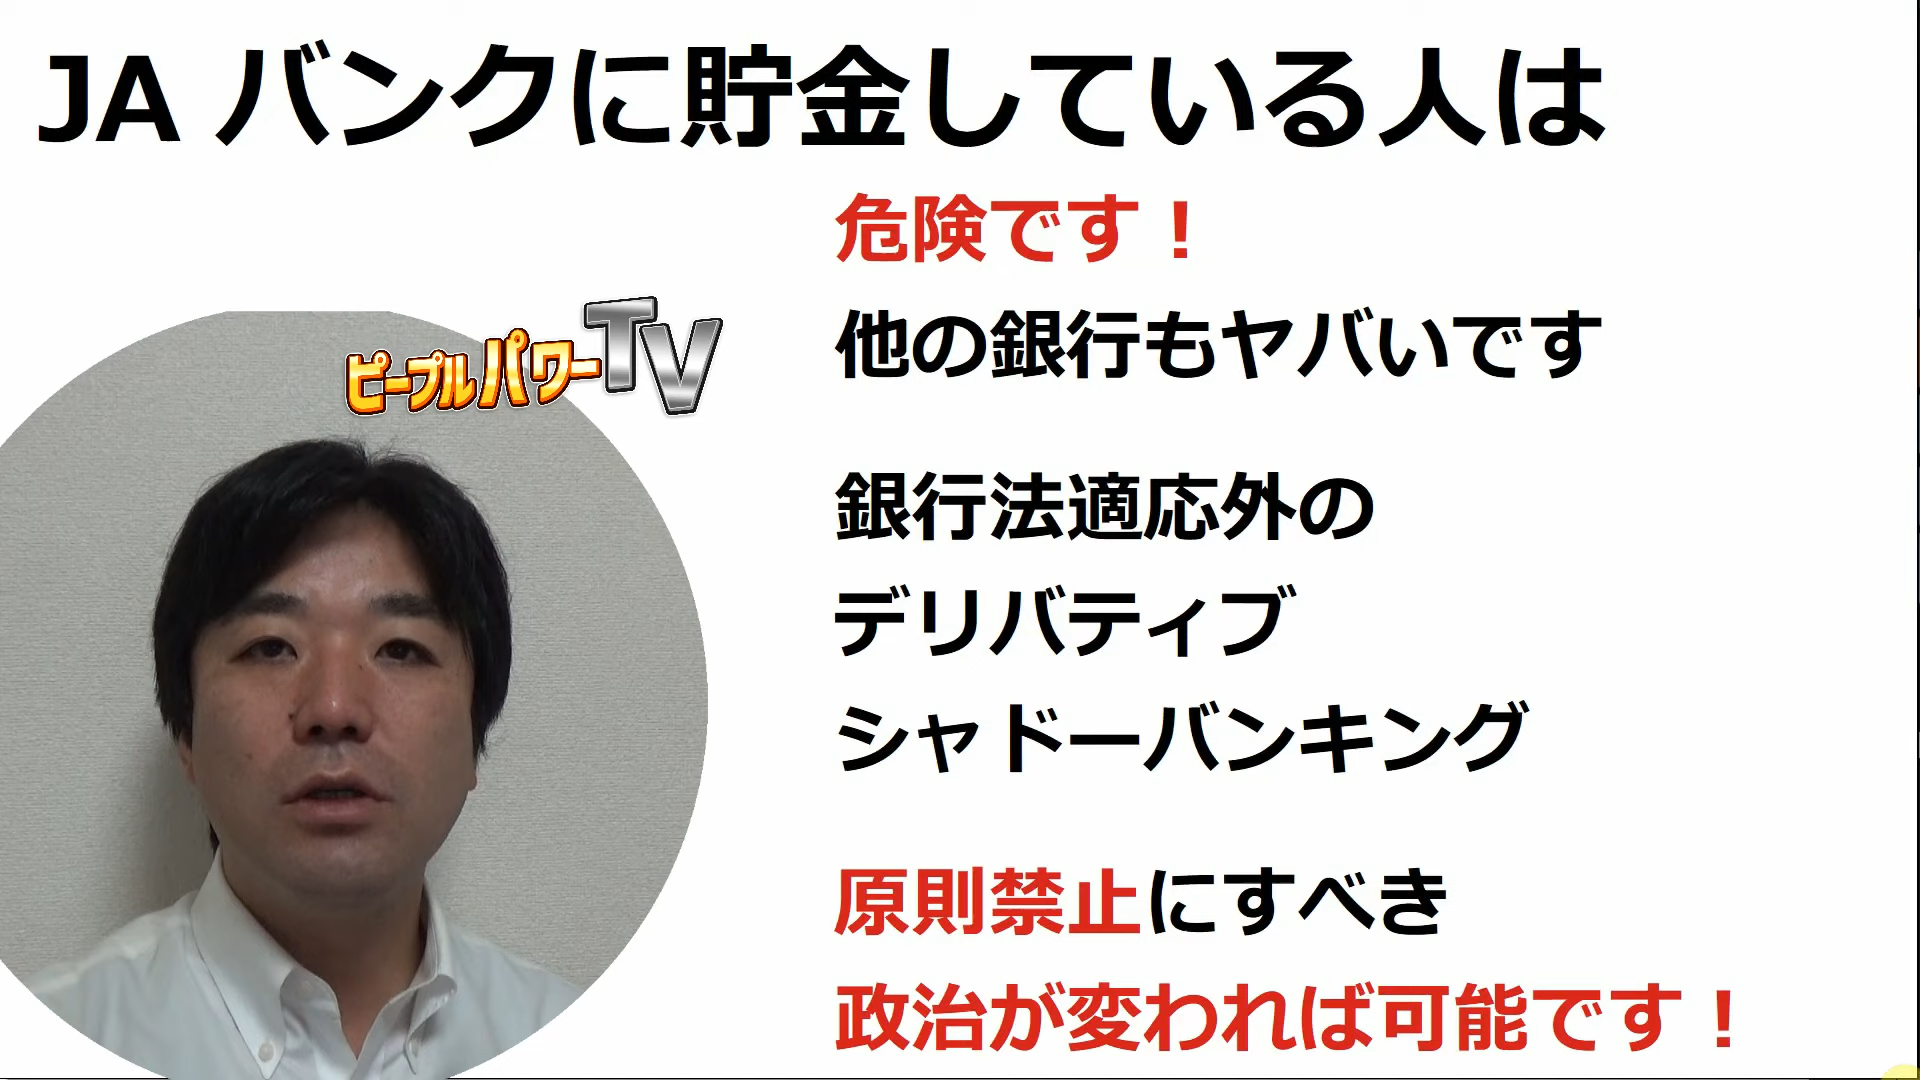 JA バンクに貯金している人は
危険です！
他の銀行もヤバいです
ピープルパワーTV
銀行法適応外の
デリバティブ
シャドーバンキング
原則禁止にすべき
政治が変われば可能です！